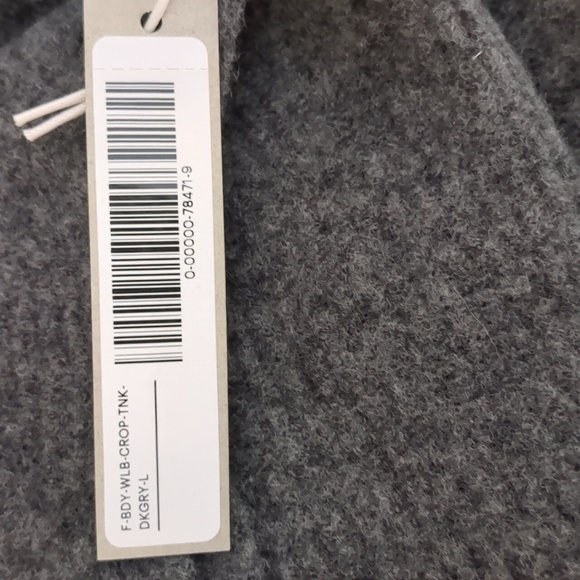 0-00000-78471-9
F-BDY-WLB-CROP-TNK-
DKGRY-L